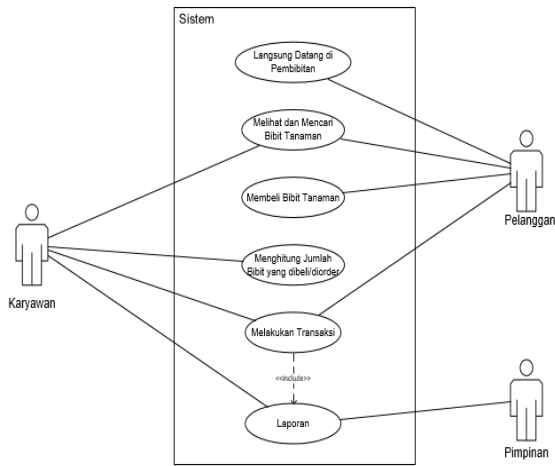 Sistem
Langsung Datang di
Pembibitan
Melihat dan Mencari
Bibit Tanaman
Membeli Bibit Tanaman
Pelanggan
Menghitung Jumlah
Bibit yang dibeli/diorder
Karyawan
Melakukan Transaksi
<<include>>
Laporan
Pimpinan